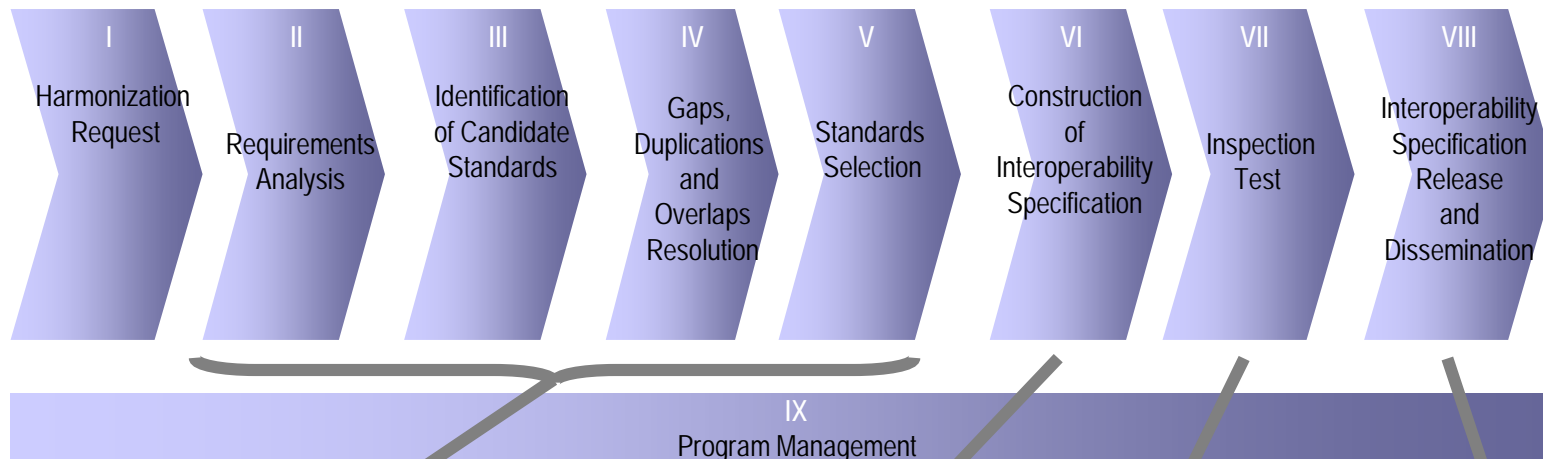 I
Harmonization
Request
II
Requirements
Analysis
III
Identification
of Candidate
Standards
IV
Gaps,
Duplications
and
Overlaps
Resolution
V
Standards
Selection
VI
Construction
of
Interoperability
Specification
VII
Inspection
Test
VIII
Interoperability
Specification
Release
and
Dissemination
IX
Program Management